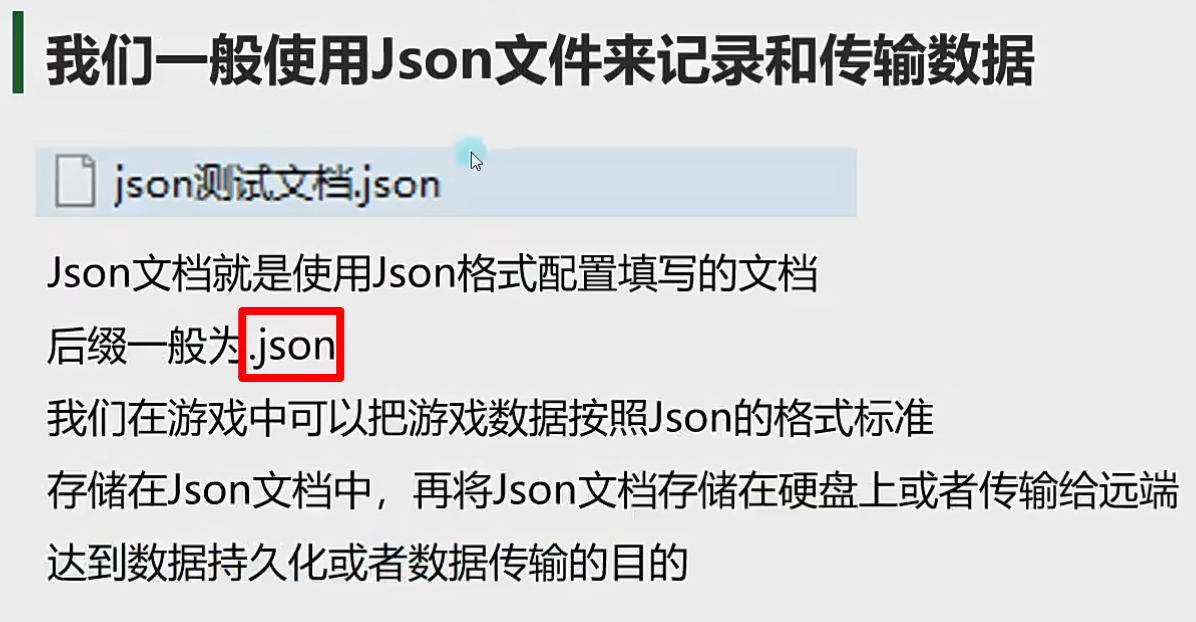 我们一般使用Json文件来记录和传输数据
json测试文档.json
Json文档就是使用Json格式配置填写的文档
后缀一般为.json
我们在游戏中可以把游戏数据按照Json的格式标准
存储在Json文档中，再将Json文档存储在硬盘上或者传输给远端
达到数据持久化或者数据传输的目的